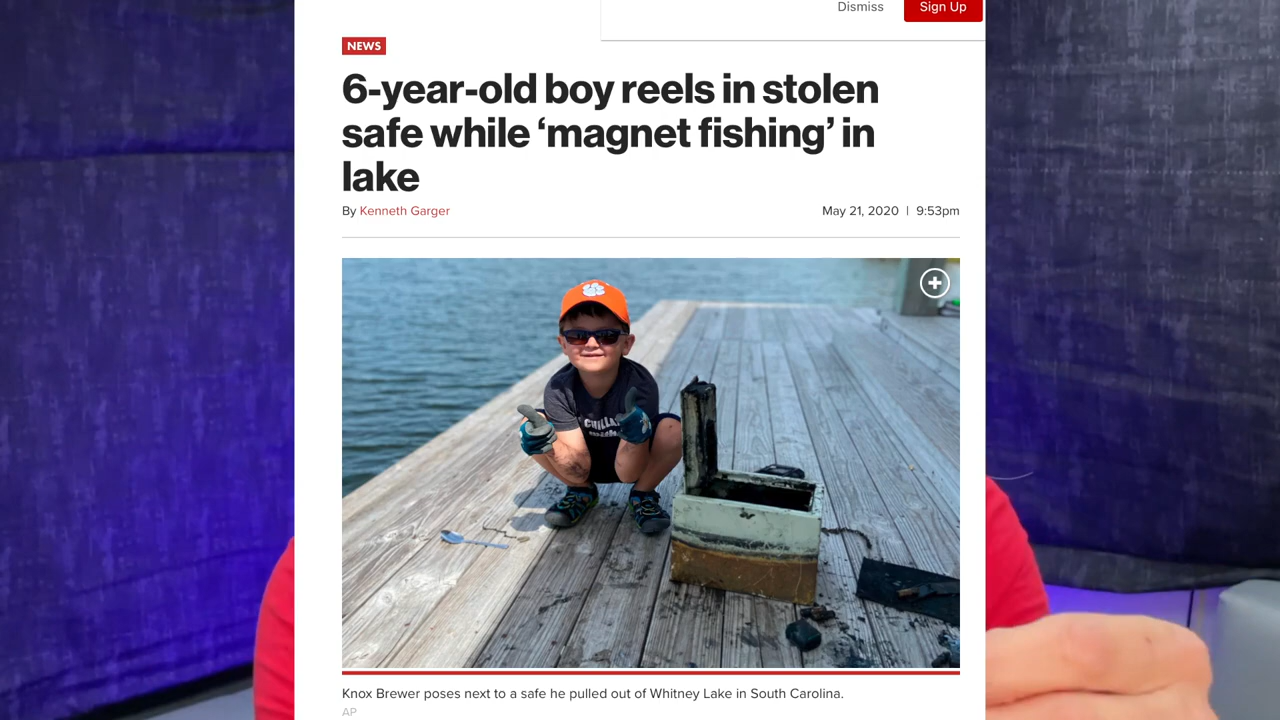 Dismiss
Sign Up
NEWS
6-year-old boy reels in stolen
safe while ‘magnet fishing’ in
lake
By Kenneth Garger
May 21, 2020 | 9:53pm
Knox Brewer poses next to a safe he pulled out of Whitney Lake in South Carolina.
AP